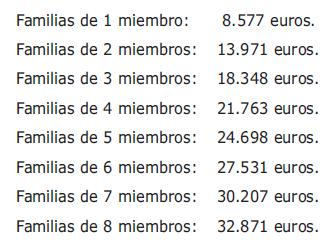 Familias de 1 miembro: 8.577 euros.
Familias de 2 miembros: 13.971 euros.
Familias de 3 miembros: 18.348 euros.
Familias de 4 miembros: 21.763 euros.
Familias de 5 miembros: 24.698 euros.
Familias de 6 miembros: 27.531 euros.
Familias de 7 miembros: 30.207 euros.
Familias de 8 miembros: 32.871 euros.